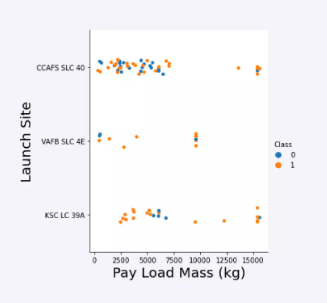 Launch Site
CCAFS SLC 40
VAFB SLC 4E
KSC LC 39A
0 2500 5000 7500 10000 12500 15000
Pay Load Mass (kg)
Class
0
1